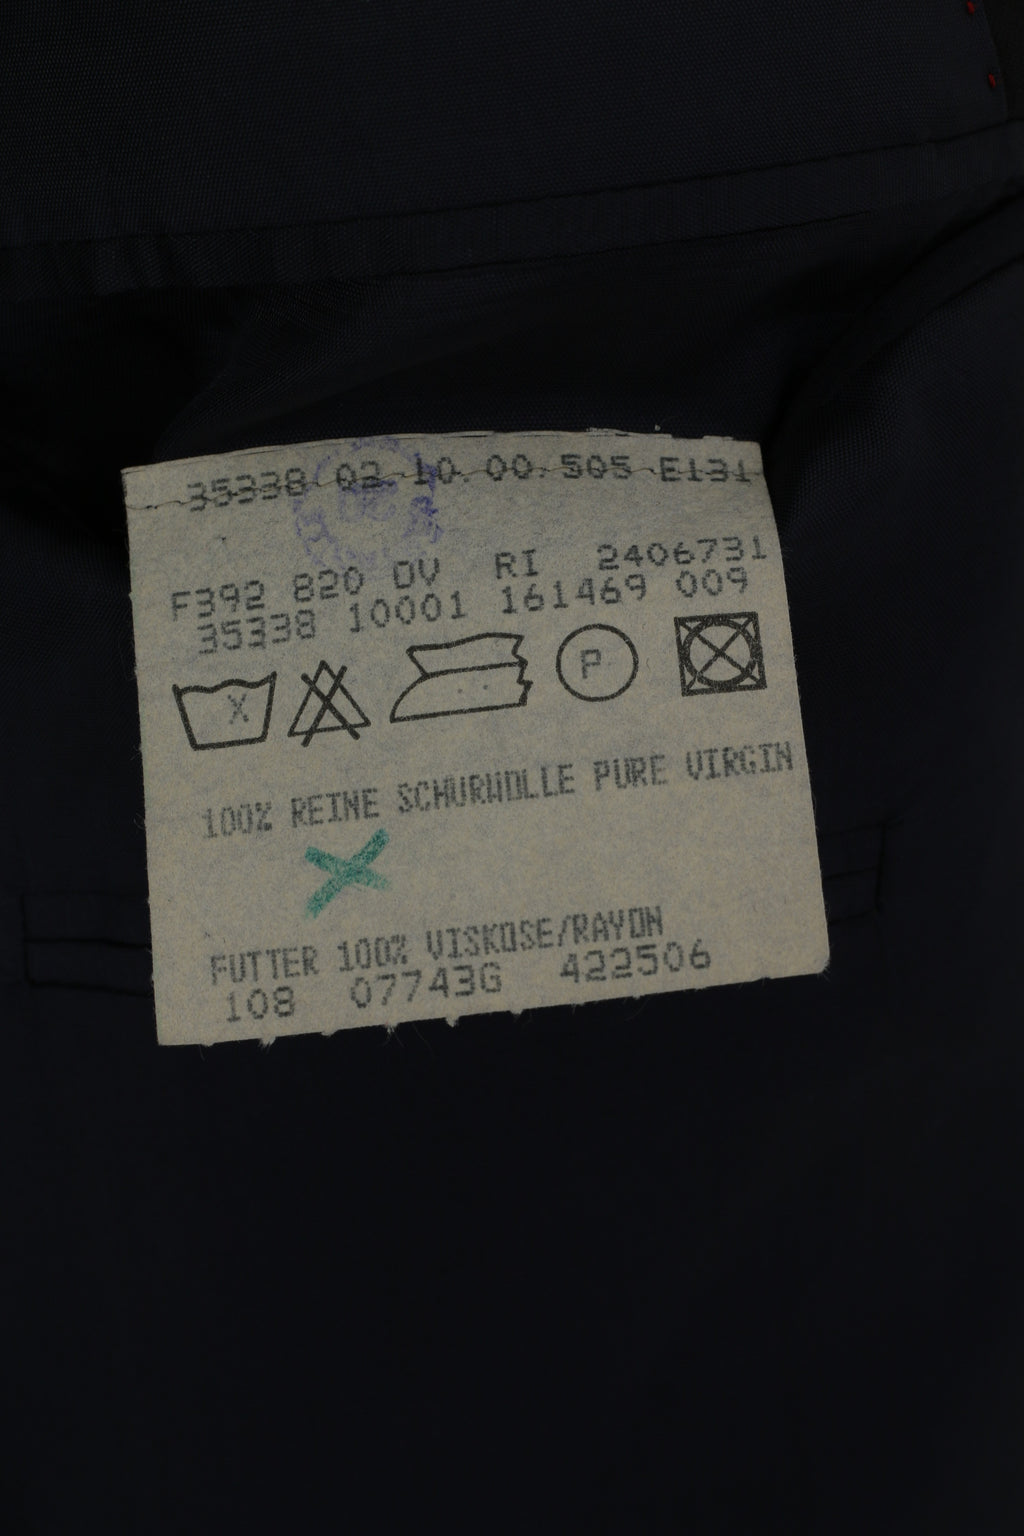 35338 02.10.00.505 E131
F392 820 OV RI 2406731
35338 10001 161469 009
X P
100% REINE SCHURWOLLE PURE VIRGIN
FUTTER 100% VISKOSE/RAYON
108 07743G 422506